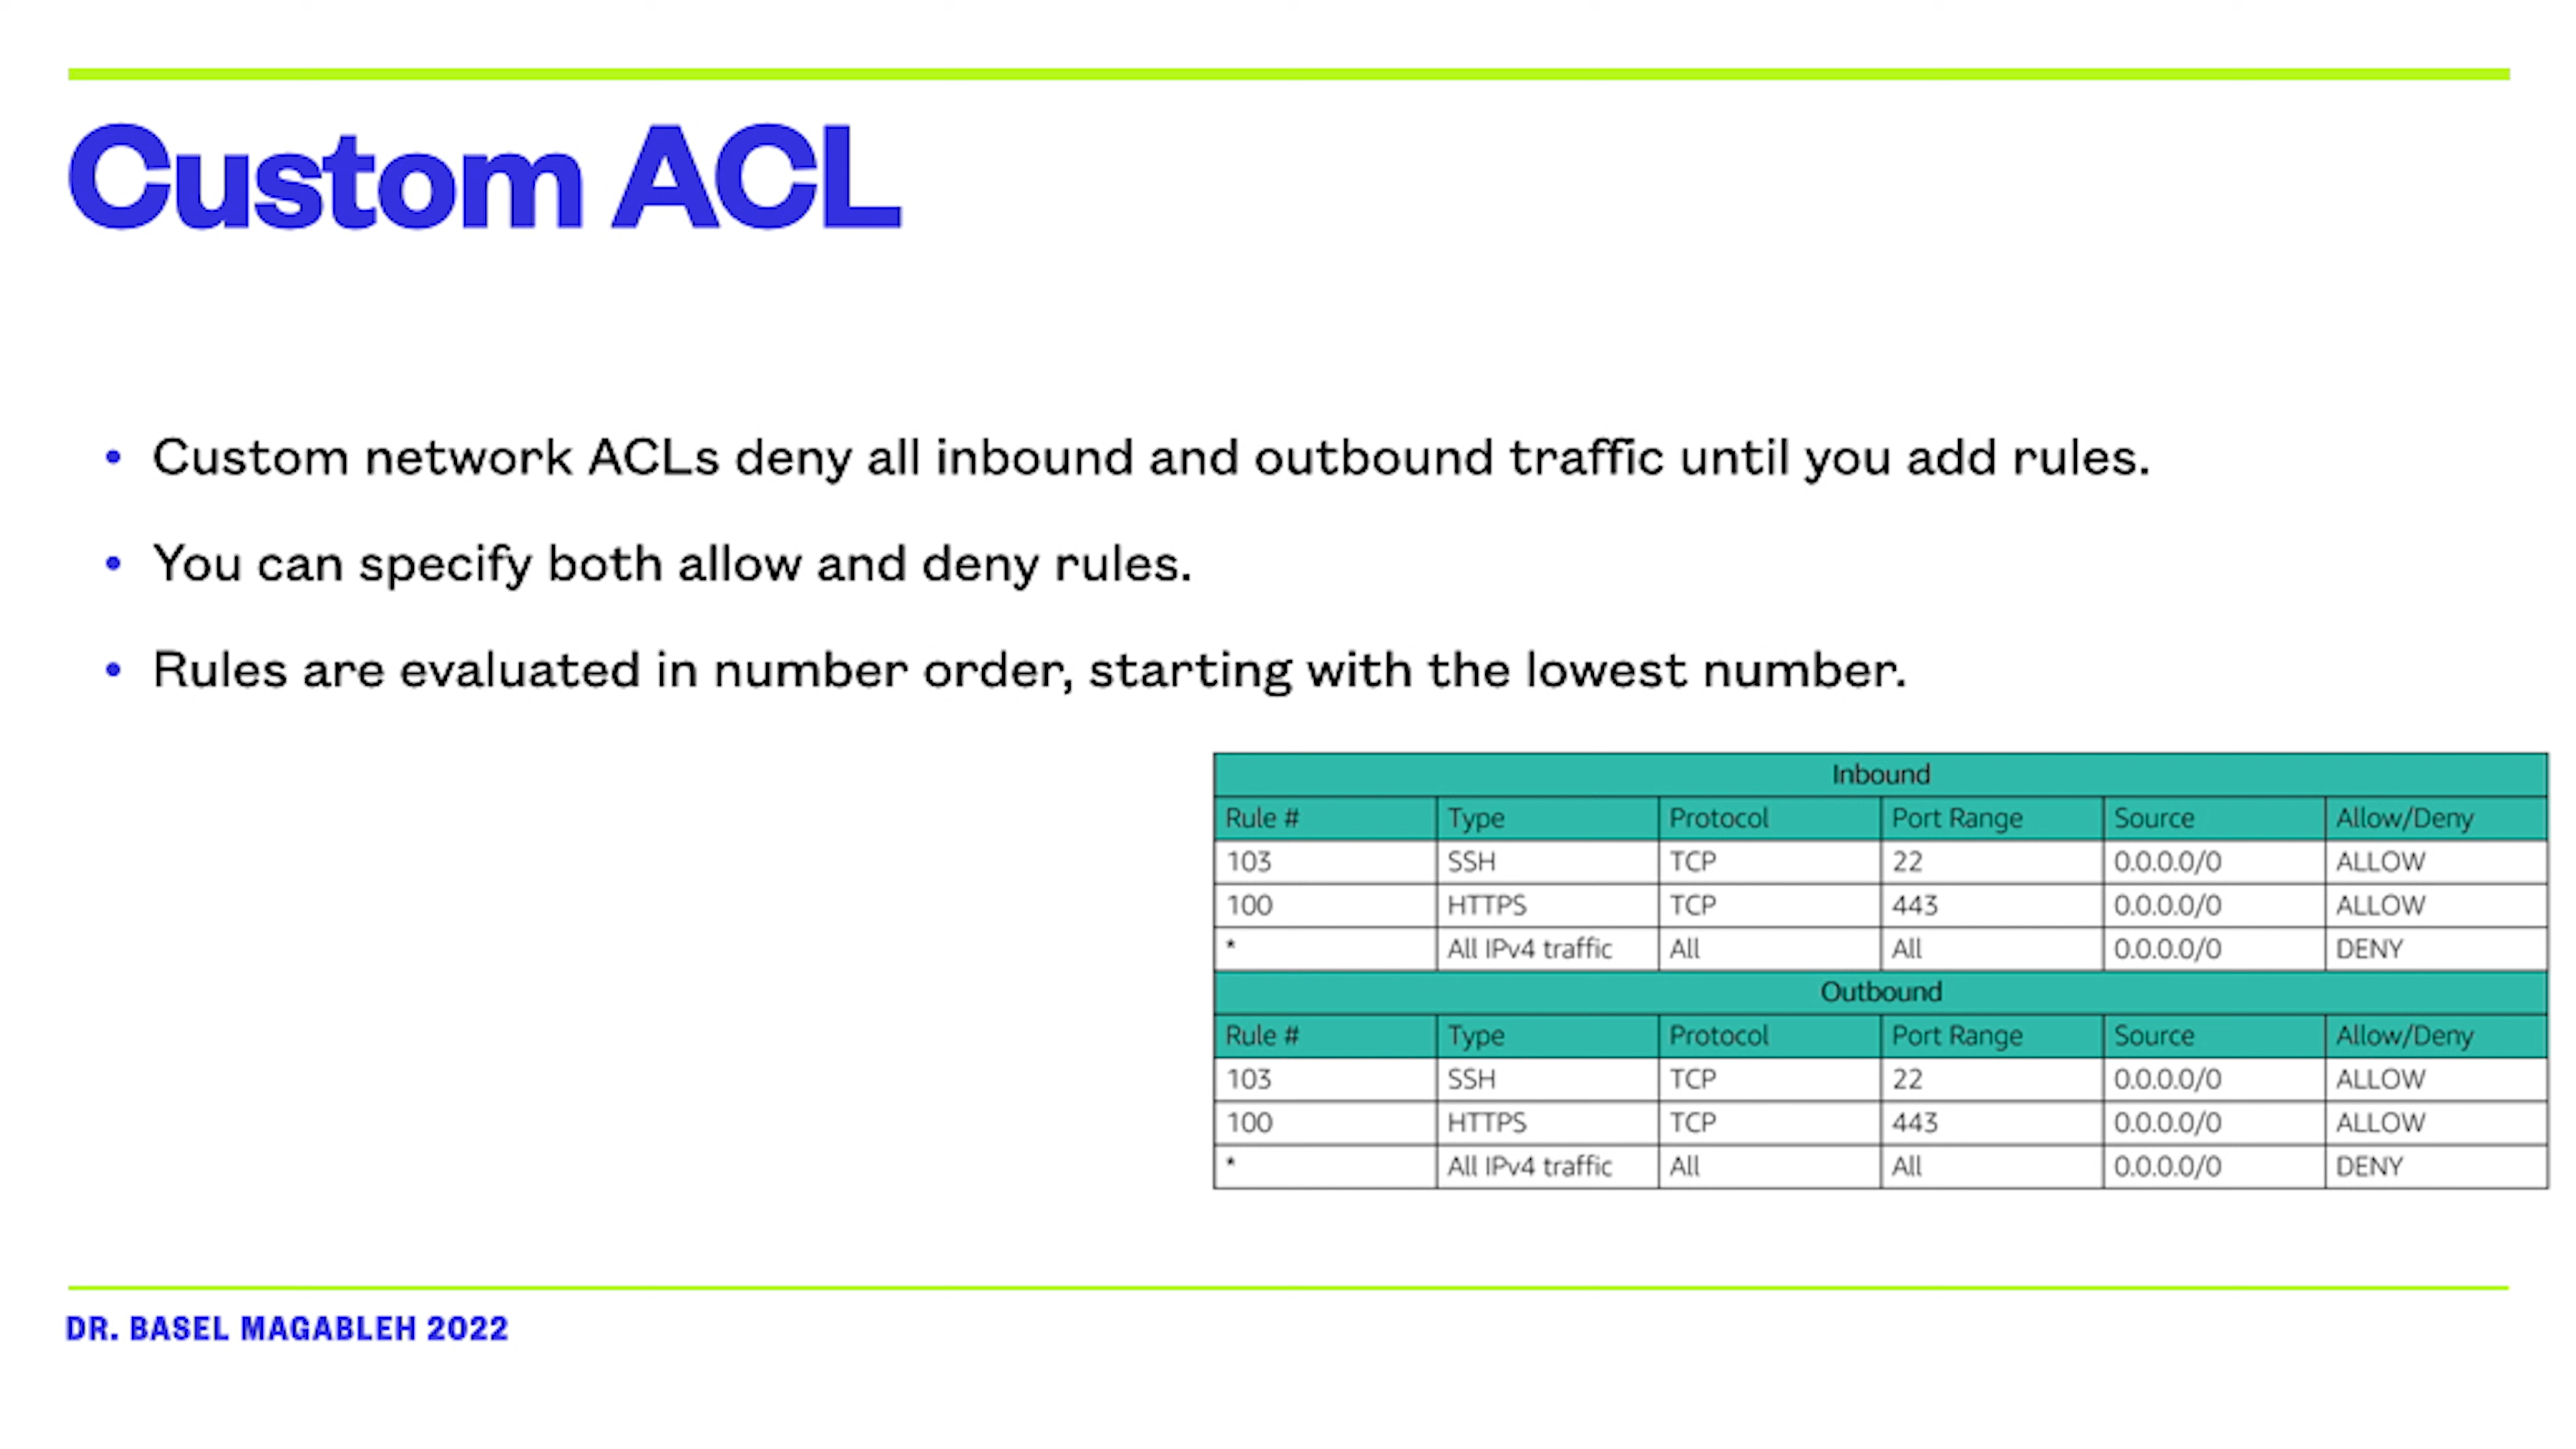 Custom ACL
• Custom network ACLs deny all inbound and outbound traffic until you add rules.
• You can specify both allow and deny rules.
• Rules are evaluated in number order, starting with the lowest number.
Inbound
Rule # Type Protocol Port Range Source Allow/Deny
103 SSH TCP 22 0.0.0.0/0 ALLOW
100 HTTPS TCP 443 0.0.0.0/0 ALLOW
* All IPv4 traffic All All 0.0.0.0/0 DENY
Outbound
Rule # Type Protocol Port Range Source Allow/Deny
103 SSH TCP 22 0.0.0.0/0 ALLOW
100 HTTPS TCP 443 0.0.0.0/0 ALLOW
* All IPv4 traffic All All 0.0.0.0/0 DENY
DR. BASEL MAGABLEH 2022